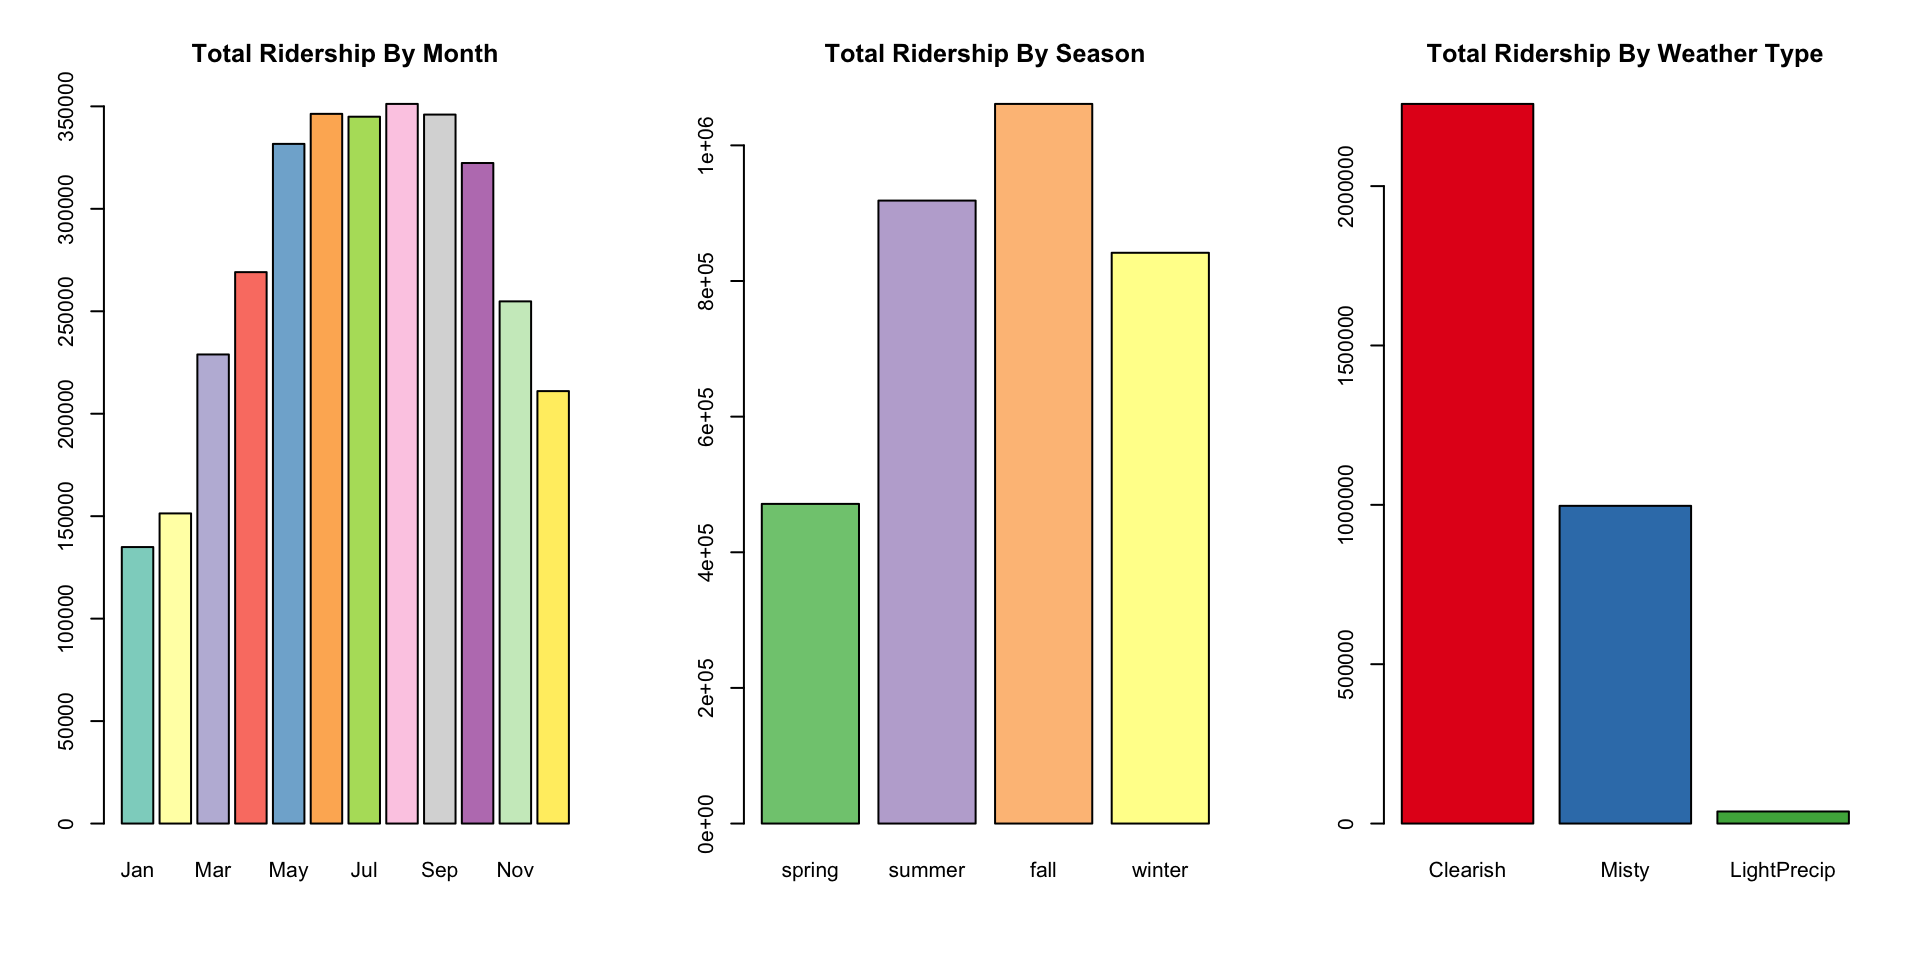 Total Ridership By Month
350000
300000
250000
200000
150000
100000
50000
0
Jan Mar May Jul Sep Nov
Total Ridership By Season
1e+06
8e+05
6e+05
4e+05
2e+05
0e+00
spring summer fall winter
Total Ridership By Weather Type
2000000
1500000
1000000
500000
0
Clearish Misty LightPrecip